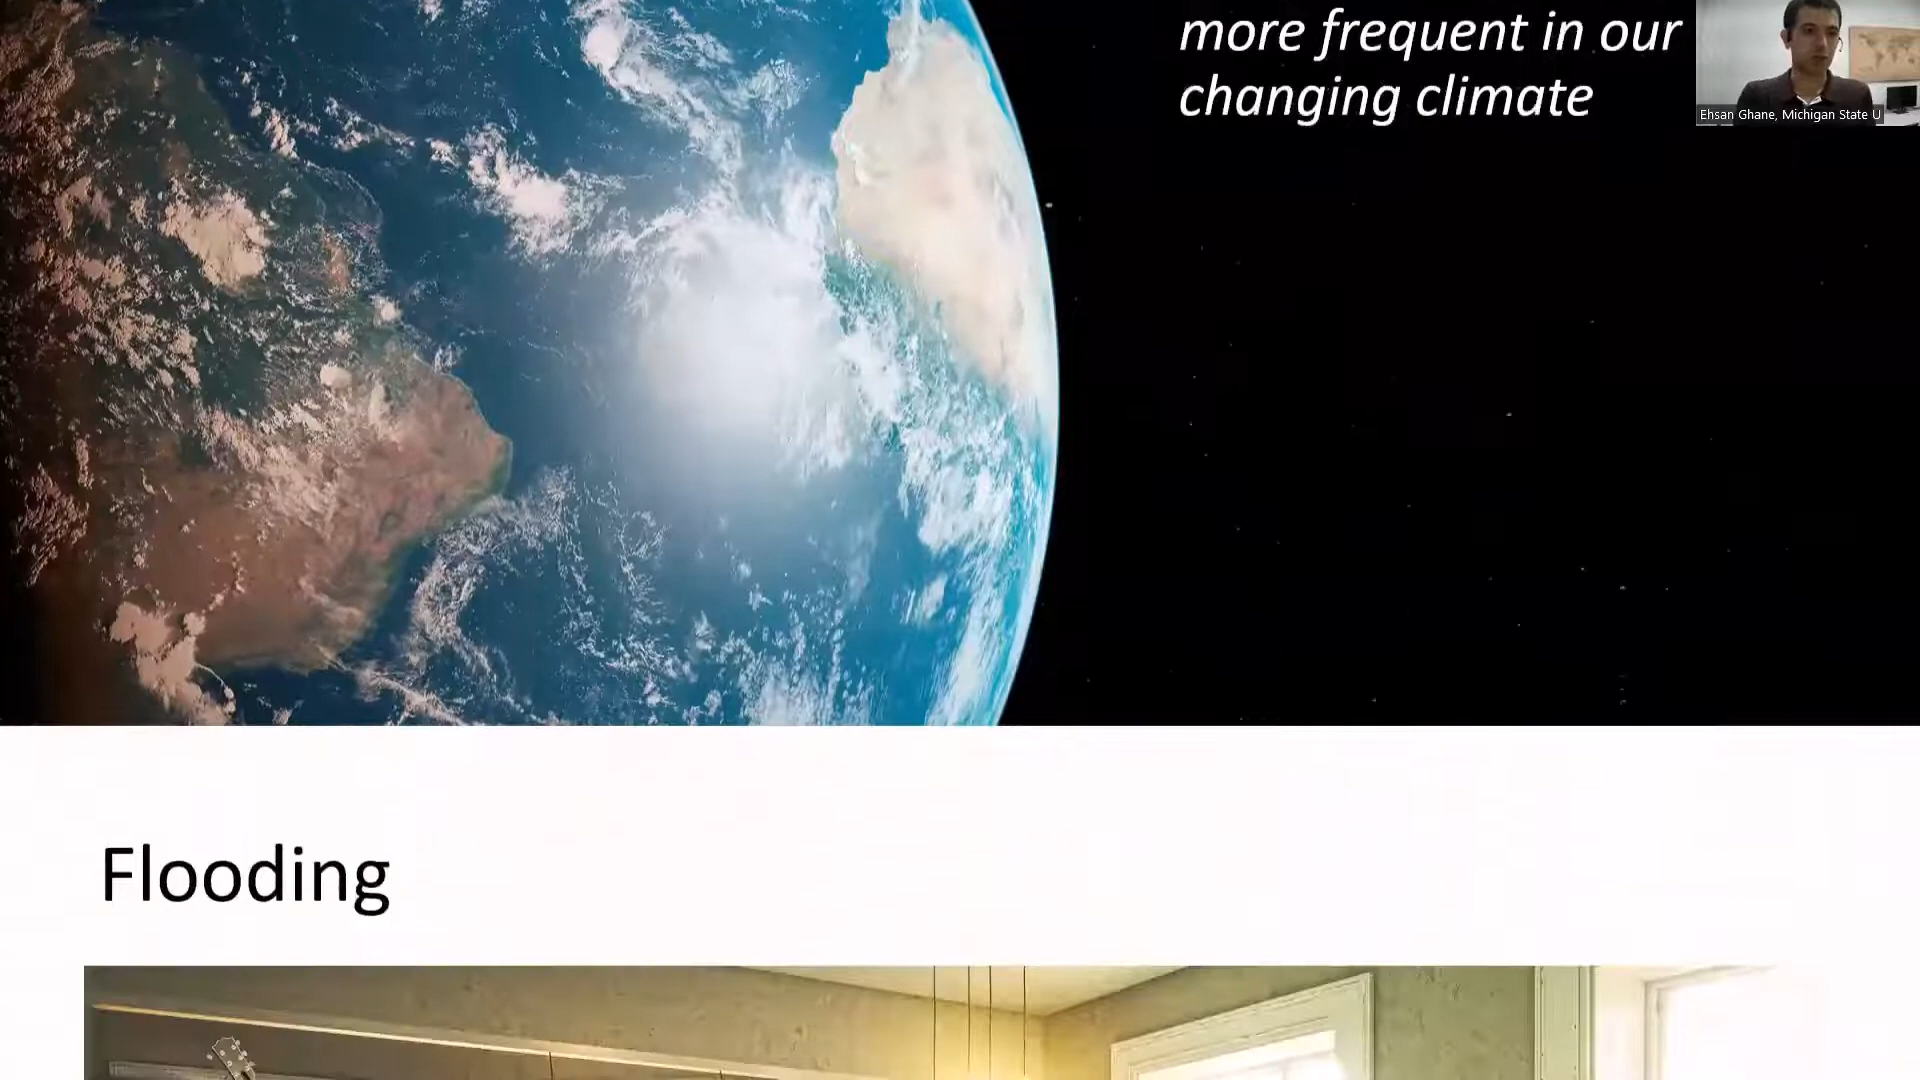 more frequent in our
changing climate
Ehsan Ghane, Michigan State U
Flooding